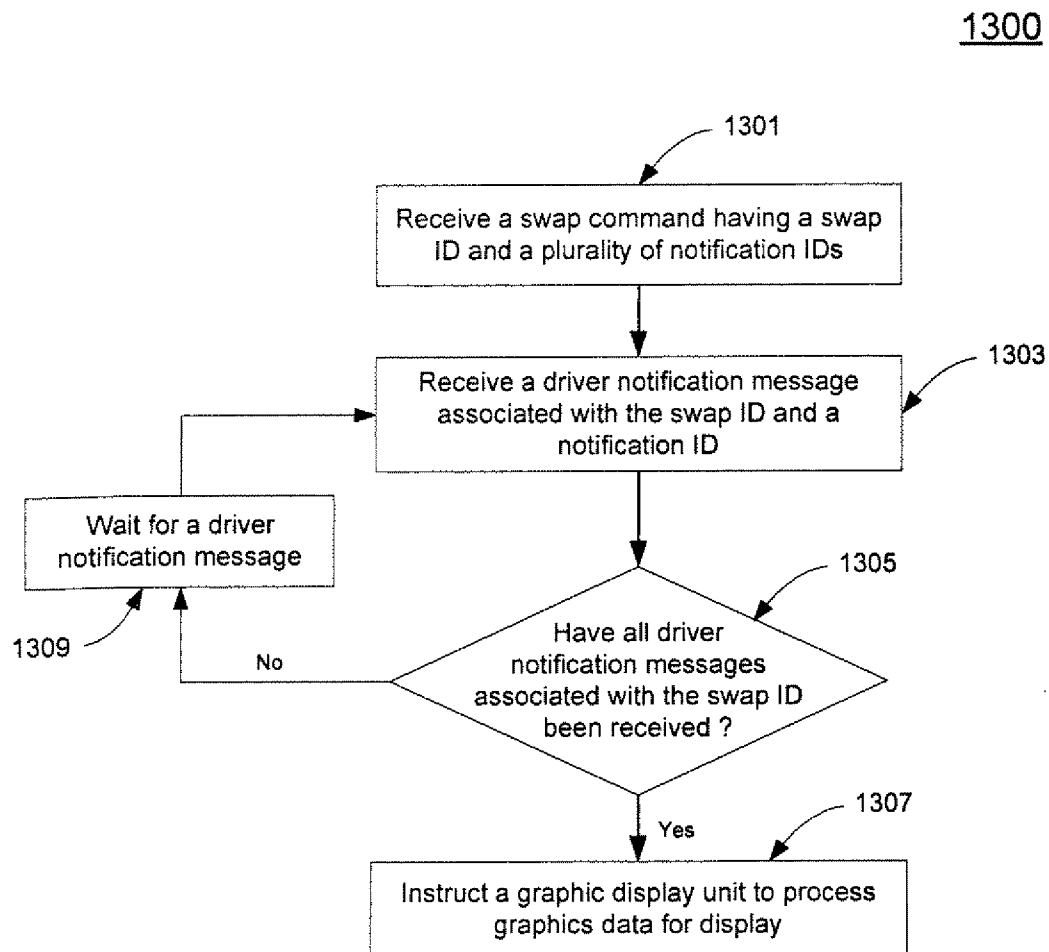 1300
1301
Receive a swap command having a swap
ID and a plurality of notification IDs
1303
Receive a driver notification message
associated with the swap ID and a
notification ID
Wait for a driver
notification message
1309
1305
Have all driver
notification messages
associated with the swap ID
been received ?
No
Yes
1307
Instruct a graphic display unit to process
graphics data for display